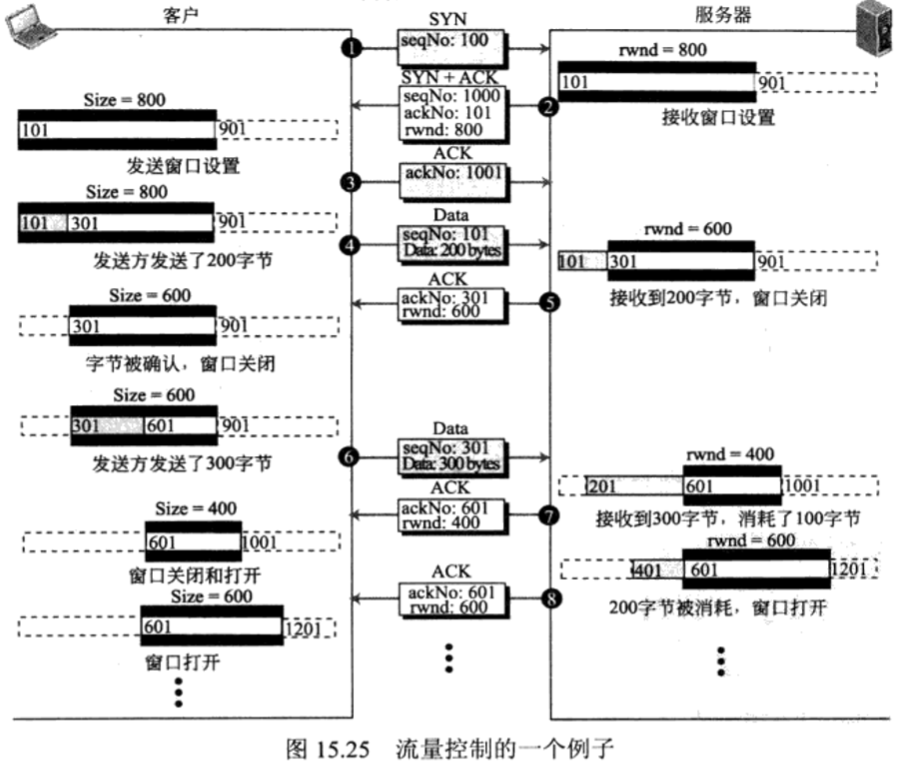 客户
服务器
SYN
seqNo: 100
rwnd = 800
101
901
接收窗口设置
SYN + ACK
seqNo: 1000
ackNo: 101
rwnd: 800
Size = 800
101
901
发送窗口设置
ACK
ackNo: 1001
Size = 800
101
301
901
发送方发送了200字节
Data
seqNo: 101
Data: 200 bytes
rwnd = 600
101
301
901
接收到200字节，窗口关闭
ACK
ackNo: 301
rwnd: 600
Size = 600
301
901
字节被确认，窗口关闭
Size = 600
301
601
901
发送方发送了300字节
Data
seqNo: 301
Data: 300 bytes
rwnd = 400
201
601
1001
接收到300字节，消耗了100字节
ACK
ackNo: 601
rwnd: 400
Size = 400
601
1001
窗口关闭和打开
rwnd = 600
401
601
1201
200字节被消耗，窗口打开
ACK
ackNo: 601
rwnd: 600
Size = 600
601
1201
窗口打开
1
2
3
4
5
6
7
8
图 15.25 流量控制的一个例子